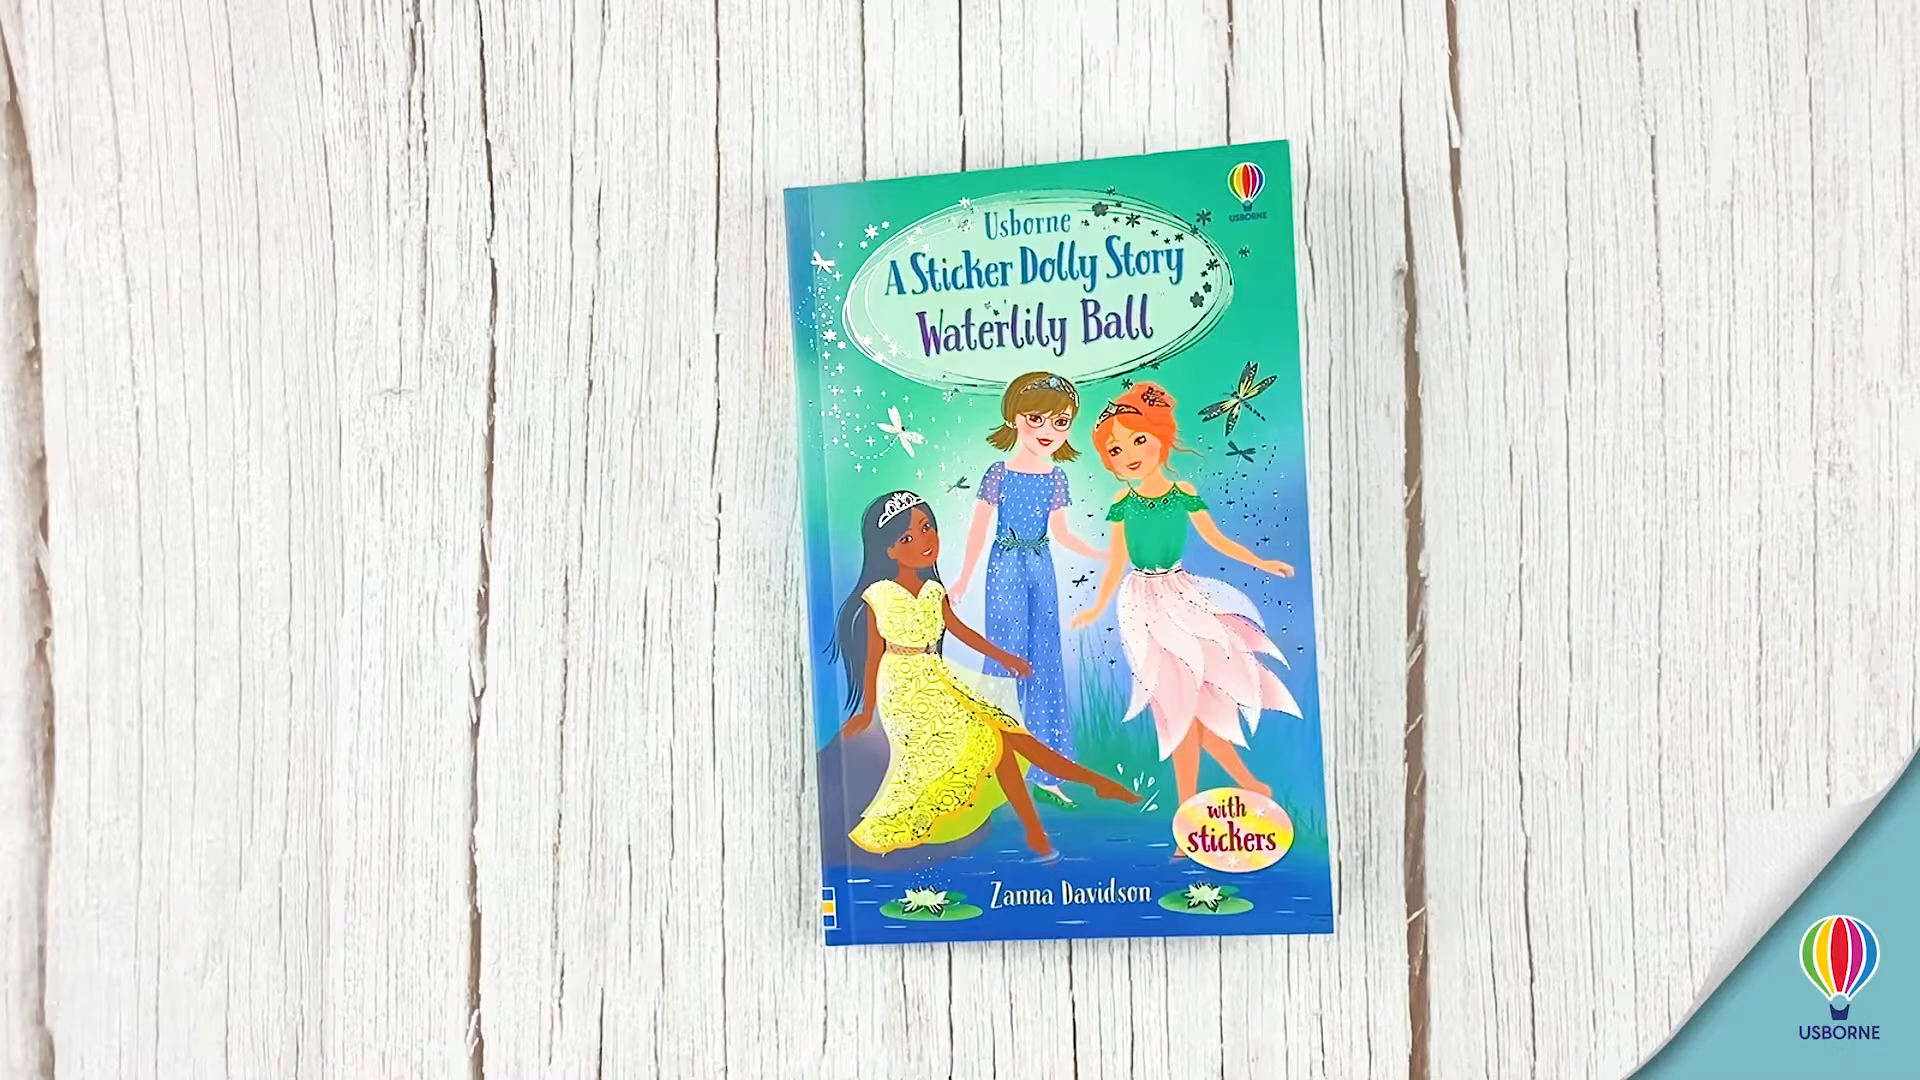 USBORNE
Usborne
A Sticker Dolly Story
Waterlily Ball
with
stickers
Zanna Davidson
USBORNE